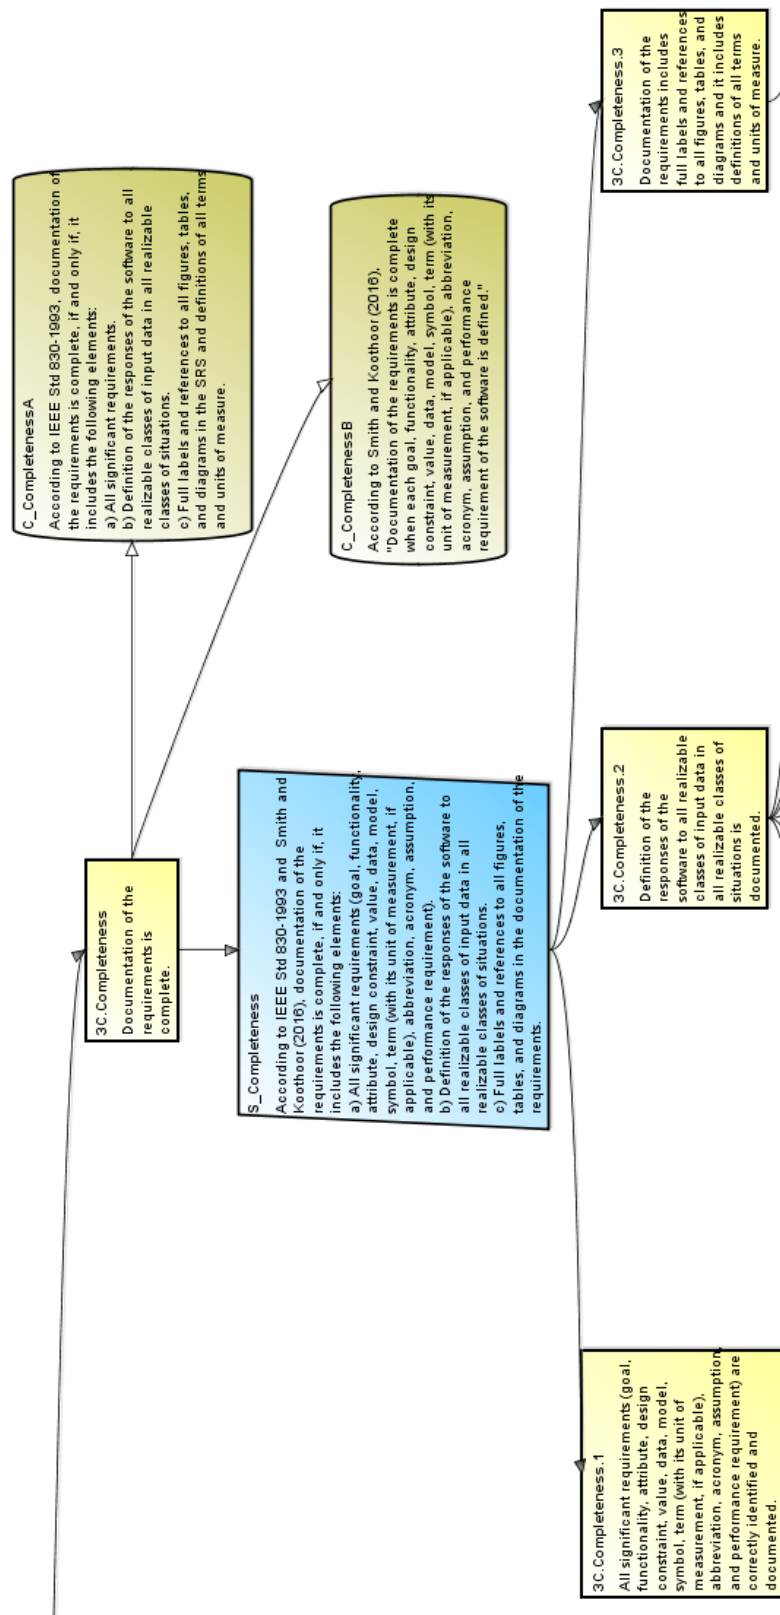 3C.Completeness
Documentation of the
requirements is
complete.
C_CompletenessA
According to IEEE Std 830-1993, documentation of
the requirements is complete, if and only if, it
includes the following elements:
a) All significant requirements.
b) Definition of the responses of the software to all
realizable classes of input data in all realizable
classes of situations.
c) Full labels and references to all figures, tables,
and diagrams in the SRS and definitions of all terms
and units of measure.
C_CompletenessB
According to Smith and Koothoor (2016),
"Documentation of the requirements is complete
when each goal, functionality, attribute, design
constraint, value, data, model, symbol, term (with its
unit of measurement, if applicable), abbreviation,
acronym, assumption, and performance
requirement of the software is defined."
S_Completeness
According to IEEE Std 830-1993 and Smith and
Koothoor (2016), documentation of the
requirements is complete, if and only if, it
includes the following elements:
a) All significant requirements (goal, functionality,
attribute, design constraint, value, data, model,
symbol, term (with its unit of measurement, if
applicable), abbreviation, acronym, assumption,
and performance requirement).
b) Definition of the responses of the software to
all realizable classes of input data in all
realizable classes of situations.
c) Full lablels and references to all figures,
tables, and diagrams in the documentation of the
requirements.
3C.Completeness.1
All significant requirements (goal,
functionality, attribute, design
constraint, value, data, model,
symbol, term (with its unit of
measurement, if applicable),
abbreviation, acronym, assumption,
and performance requirement) are
correctly identified and
documented.
3C.Completeness.2
Definition of the
responses of the
software to all realizable
classes of input data in
all realizable classes of
situations is
documented.
3C.Completeness.3
Documentation of the
requirements includes
full labels and references
to all figures, tables, and
diagrams and it includes
definitions of all terms
and units of measure.